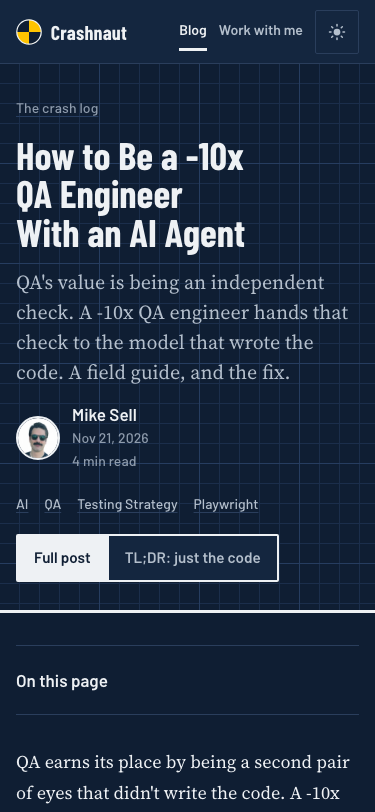 Crashnaut
Blog
Work with me
The crash log
How to Be a -10x
QA Engineer
With an AI Agent
QA's value is being an independent
check. A -10x QA engineer hands that
check to the model that wrote the
code. A field guide, and the fix.
Mike Sell
Nov 21, 2026
4 min read
AI QA Testing Strategy Playwright
Full post
TL;DR: just the code
On this page
QA earns its place by being a second pair
of eyes that didn't write the code. A -10x